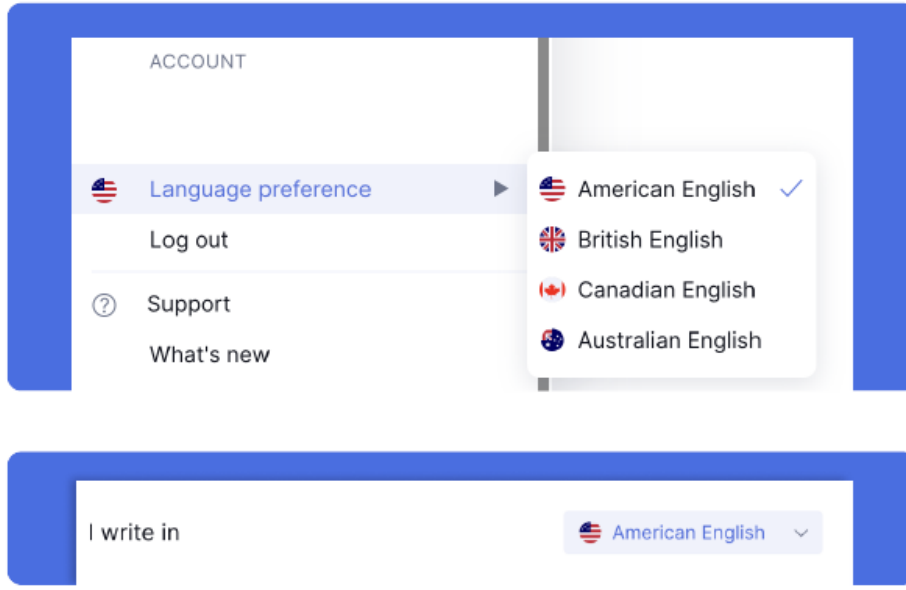 ACCOUNT
Language preference
American English
Log out
British English
Support
Canadian English
What's new
Australian English
I write in
American English